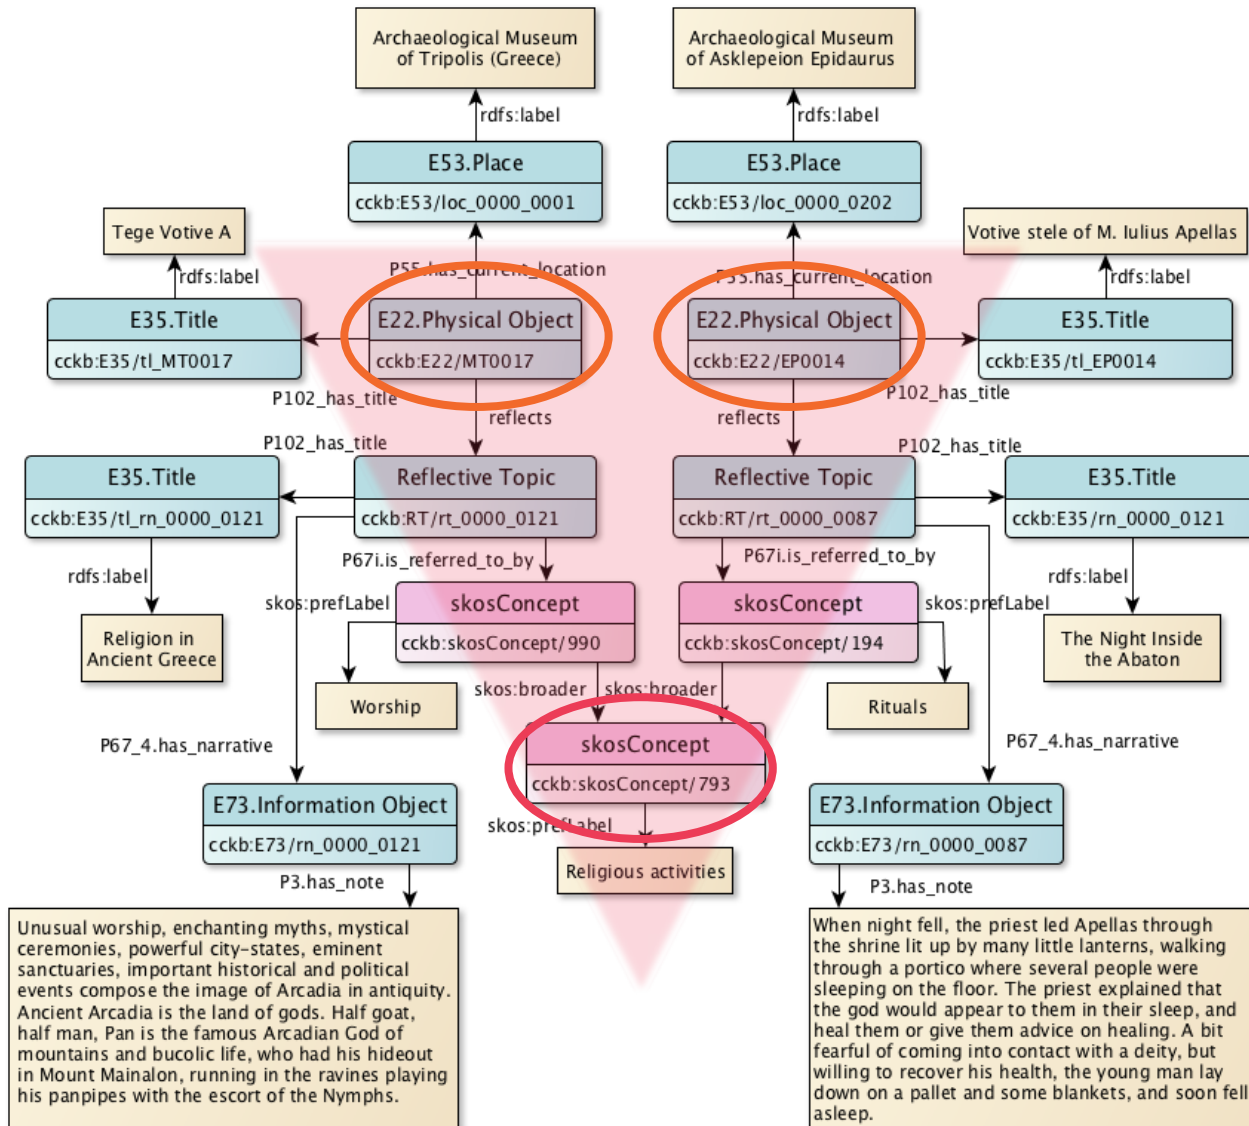 Archaeological Museum
of Tripolis (Greece)
Archaeological Museum
of Asklepeion Epidaurus
rdfs:label
rdfs:label
E53.Place
cckb:E53/loc_0000_0001
E53.Place
cckb:E53/loc_0000_0202
Tege Votive A
Votive stele of M. Iulius Apellas
rdfs:label
P55.has_current_location
P55.has_current_location
rdfs:label
E35.Title
cckb:E35/tl_MT0017
E22.Physical Object
cckb:E22/MT0017
E22.Physical Object
cckb:E22/EP0014
E35.Title
cckb:E35/tl_EP0014
P102_has_title
reflects
reflects
P102_has_title
P102_has_title
P102_has_title
E35.Title
cckb:E35/tl_rn_0000_0121
Reflective Topic
cckb:RT/rt_0000_0121
Reflective Topic
cckb:RT/rt_0000_0087
E35.Title
cckb:E35/rn_0000_0121
P67i.is_referred_to_by
P67i.is_referred_to_by
rdfs:label
rdfs:label
skos:prefLabel
skosConcept
cckb:skosConcept/990
skosConcept
cckb:skosConcept/194
skos:prefLabel
Religion in
Ancient Greece
The Night Inside
the Abaton
skos:broader
skos:broader
Worship
Rituals
P67_4.has_narrative
skosConcept
cckb:skosConcept/793
P67_4.has_narrative
E73.Information Object
cckb:E73/rn_0000_0121
skos:prefLabel
E73.Information Object
cckb:E73/rn_0000_0087
Religious activities
P3.has_note
P3.has_note
Unusual worship, enchanting myths, mystical
ceremonies, powerful city-states, eminent
sanctuaries, important historical and political
events compose the image of Arcadia in antiquity.
Ancient Arcadia is the land of gods. Half goat,
half man, Pan is the famous Arcadian God of
mountains and bucolic life, who had his hideout
in Mount Mainalon, running in the ravines playing
his panpipes with the escort of the Nymphs.
When night fell, the priest led Apellas through
the shrine lit up by many little lanterns, walking
through a portico where several people were
sleeping on the floor. The priest explained that
the god would appear to them in their sleep, and
heal them or give them advice on healing. A bit
fearful of coming into contact with a deity, but
willing to recover his health, the young man lay
down on a pallet and some blankets, and soon fell
asleep.